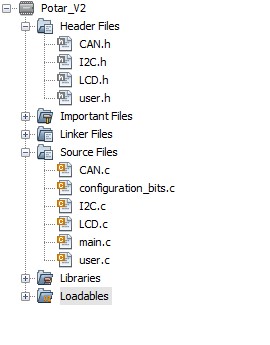 Potar_V2
Header Files
CAN.h
I2C.h
LCD.h
user.h
Important Files
Linker Files
Source Files
CAN.c
configuration_bits.c
I2C.c
LCD.c
main.c
user.c
Libraries
Loadables